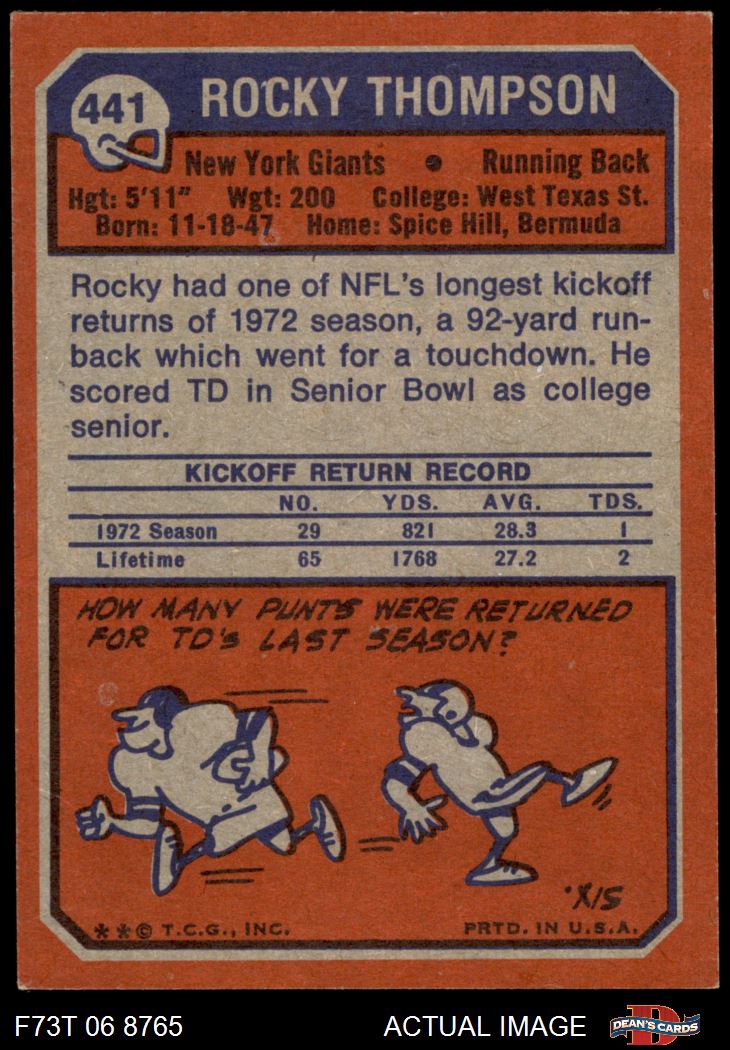 441
ROCKY THOMPSON
New York Giants • Running Back
Hgt: 5'11" Wgt: 200 College: West Texas St.
Born: 11-18-47 Home: Spice Hill, Bermuda
Rocky had one of NFL's longest kickoff
returns of 1972 season, a 92-yard run-
back which went for a touchdown. He
scored TD in Senior Bowl as college
senior.
KICKOFF RETURN RECORD
NO. YDS. AVG. TDS.
1972 Season 29 821 28.3 1
Lifetime 65 1768 27.2 2
HOW MANY PUNTS WERE RETURNED
FOR TD'S LAST SEASON?
SIX.
**© T.C.G., INC. PRTD. IN U.S.A.
F73T 06 8765 ACTUAL IMAGE
D
DEAN'S CARDS